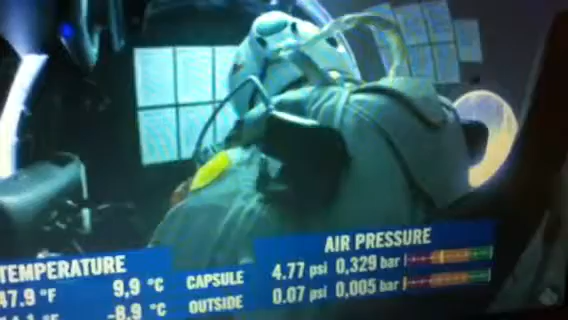 AIR PRESSURE
TEMPERATURE
47.9 °F 9,9 °C CAPSULE 4.77 psi 0,329 bar
-8,9 °C OUTSIDE 0.07 psi 0,005 bar